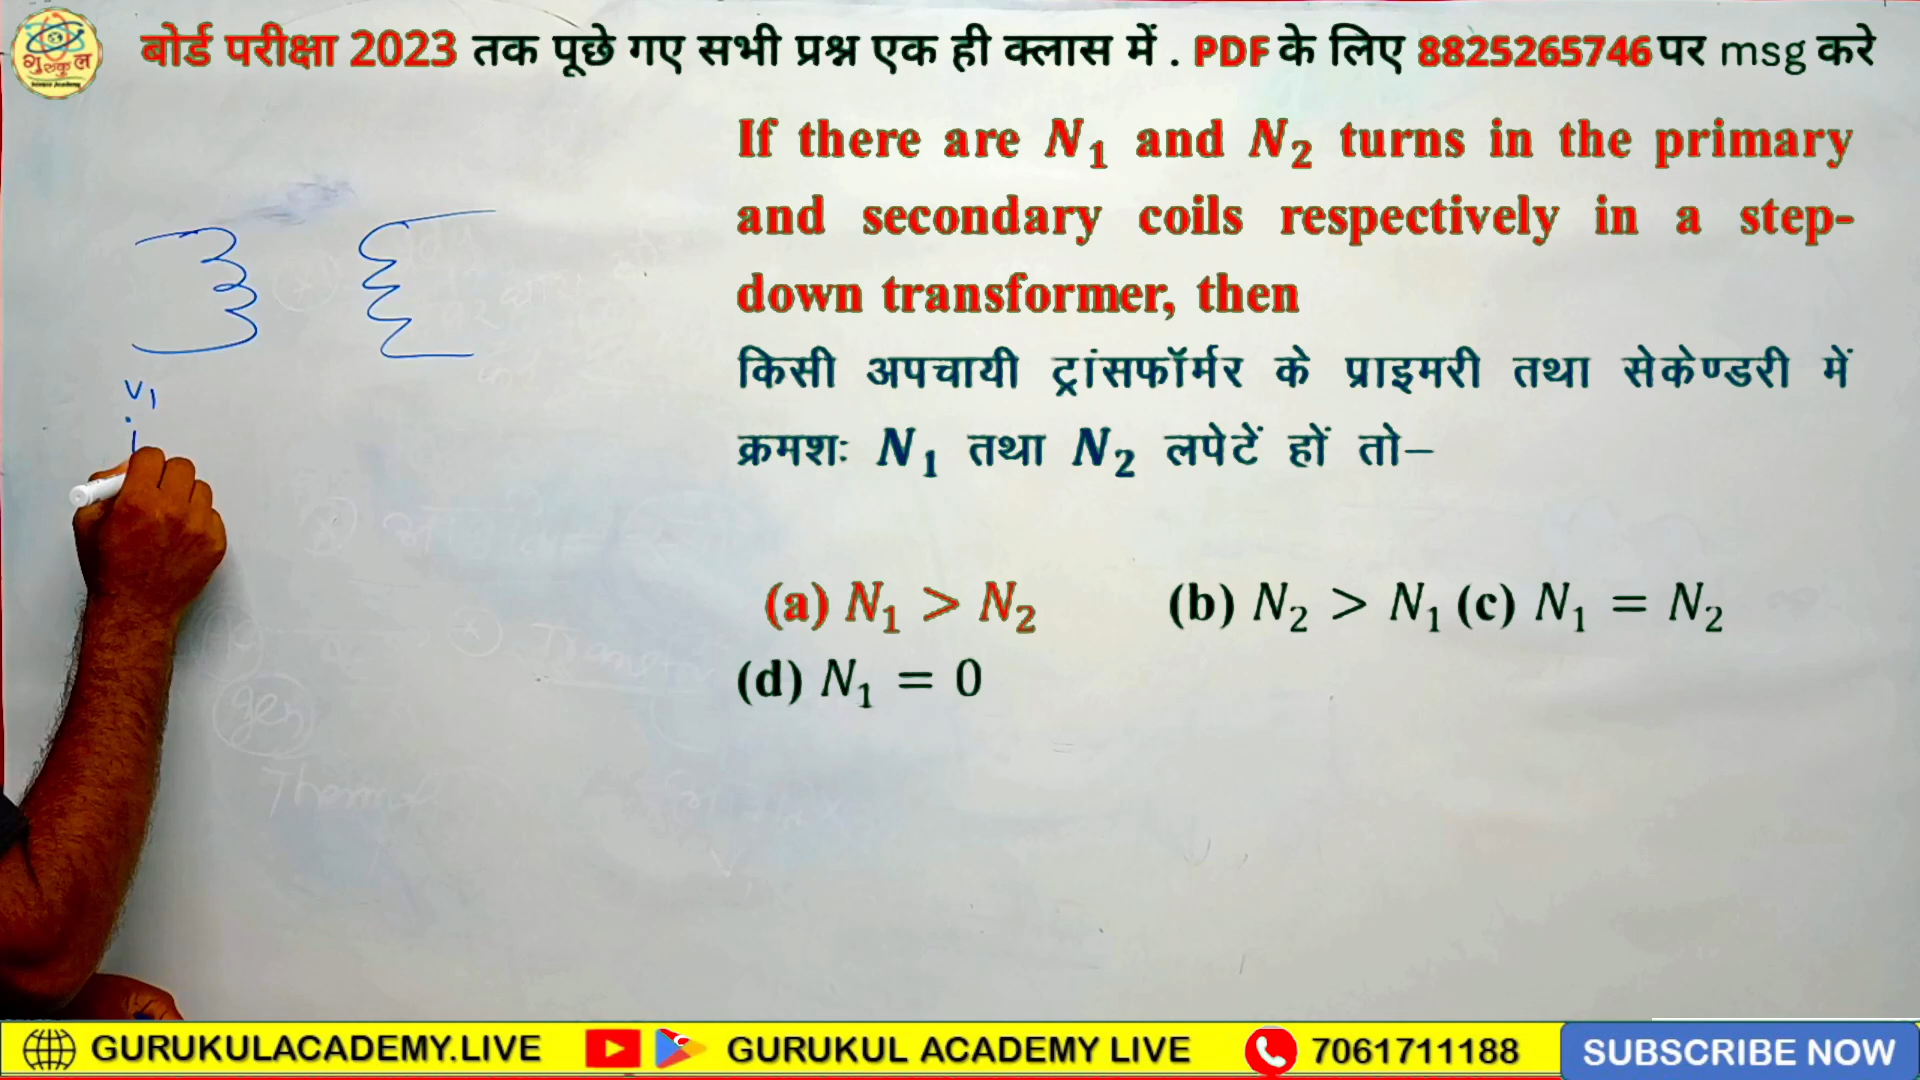 गुरुकुल
Science Academy
बोर्ड परीक्षा 2023 तक पूछे गए सभी प्रश्न एक ही क्लास में . PDF के लिए 8825265746 पर msg करे
If there are N₁ and N₂ turns in the primary
and secondary coils respectively in a step-
down transformer, then
किसी अपचायी ट्रांसफॉर्मर के प्राइमरी तथा सेकेण्डरी में
क्रमशः N₁ तथा N₂ लपेटें हों तो–
(a) N₁ > N₂ (b) N₂ > N₁ (c) N₁ = N₂
(d) N₁ = 0
V₁
i
gen
GURUKULACADEMY.LIVE GURUKUL ACADEMY LIVE 7061711188 SUBSCRIBE NOW